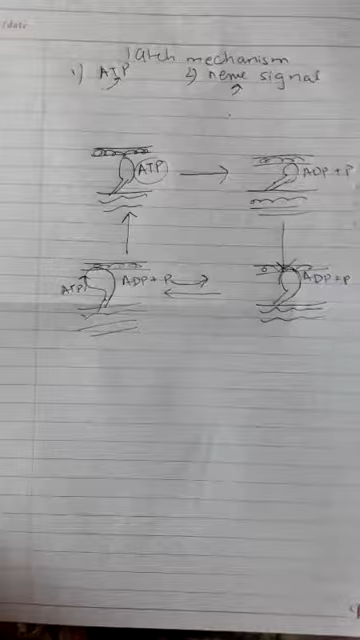 /date
latch mechanism
1) ATP 2) nerve signal
ATP ADP + P
ATP ADP + P ADP + P